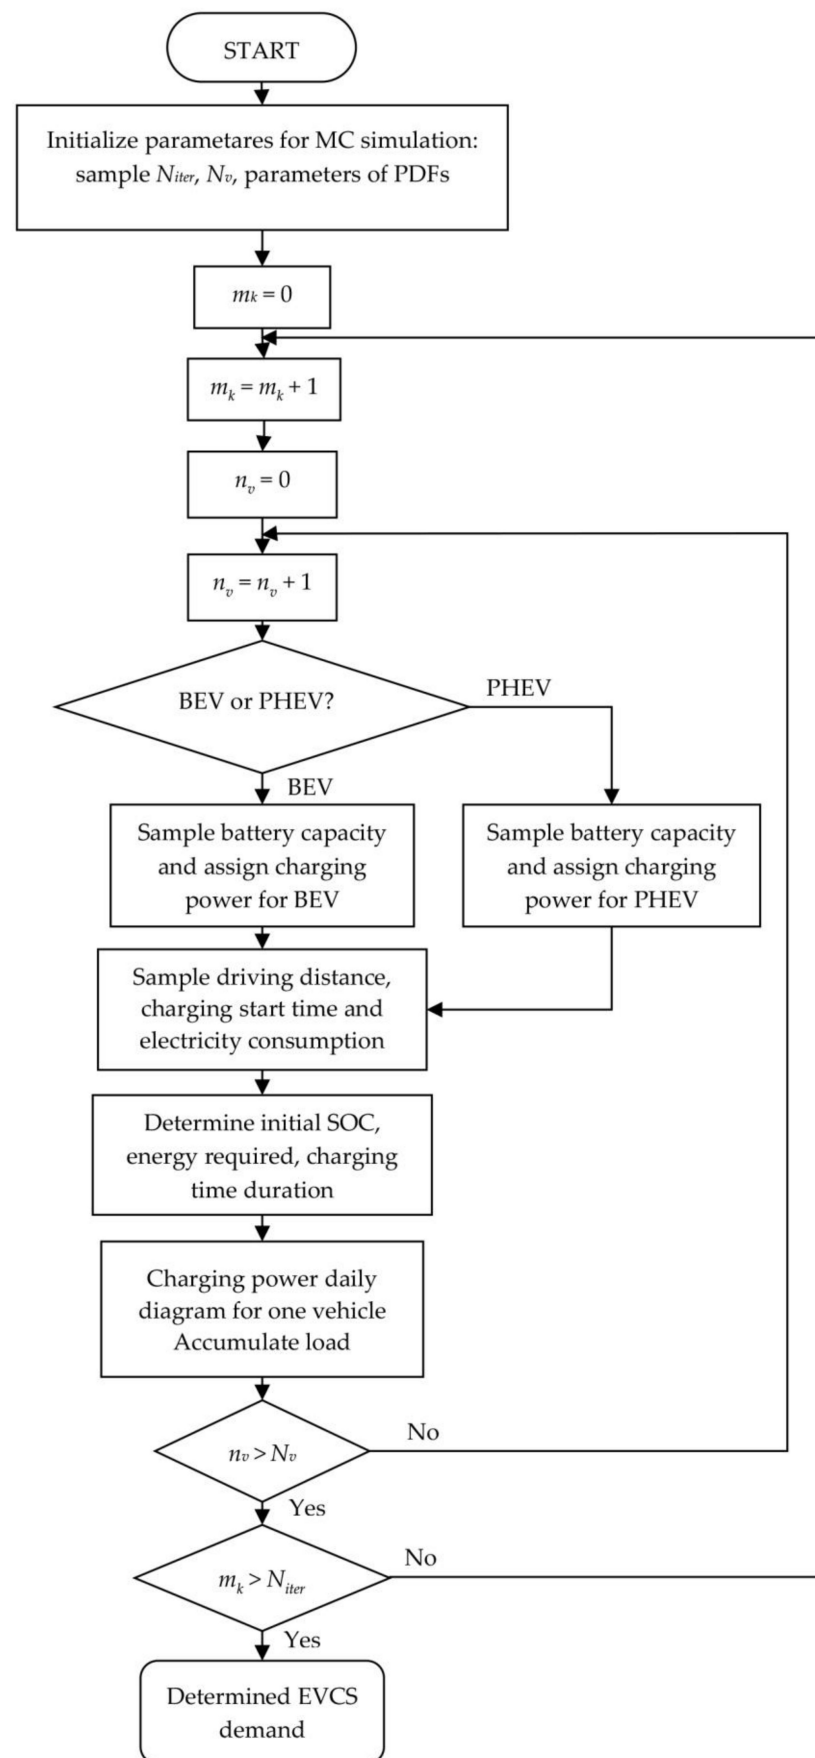 START
Initialize parametares for MC simulation:
sample Niter, Nv, parameters of PDFs
mk = 0
mk = mk + 1
nv = 0
nv = nv + 1
BEV or PHEV?
PHEV
BEV
Sample battery capacity
and assign charging
power for BEV
Sample battery capacity
and assign charging
power for PHEV
Sample driving distance,
charging start time and
electricity consumption
Determine initial SOC,
energy required, charging
time duration
Charging power daily
diagram for one vehicle
Accumulate load
nv > Nv
No
Yes
mk > Niter
No
Yes
Determined EVCS
demand